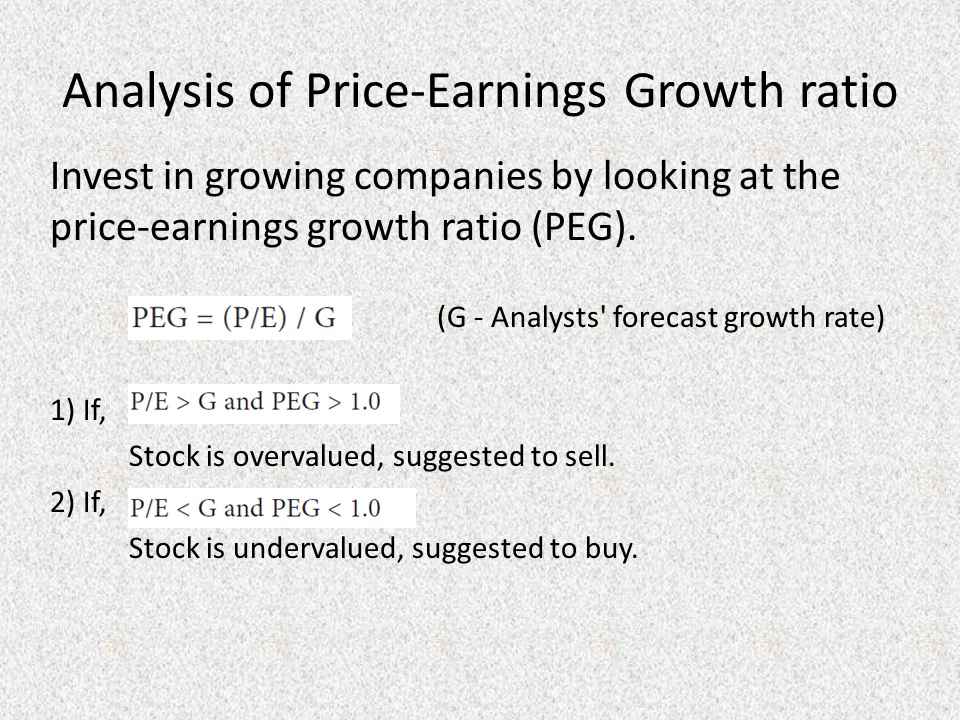 Analysis of Price-Earnings Growth ratio
Invest in growing companies by looking at the
price-earnings growth ratio (PEG).
PEG = (P/E) / G (G - Analysts' forecast growth rate)
1) If, P/E > G and PEG > 1.0
Stock is overvalued, suggested to sell.
2) If, P/E < G and PEG < 1.0
Stock is undervalued, suggested to buy.